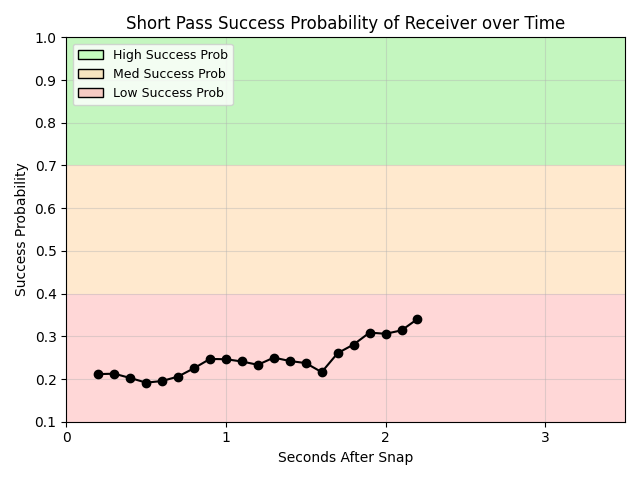 Short Pass Success Probability of Receiver over Time
High Success Prob
Med Success Prob
Low Success Prob
Success Probability
1.0
0.9
0.8
0.7
0.6
0.5
0.4
0.3
0.2
0.1
0 1 2 3
Seconds After Snap